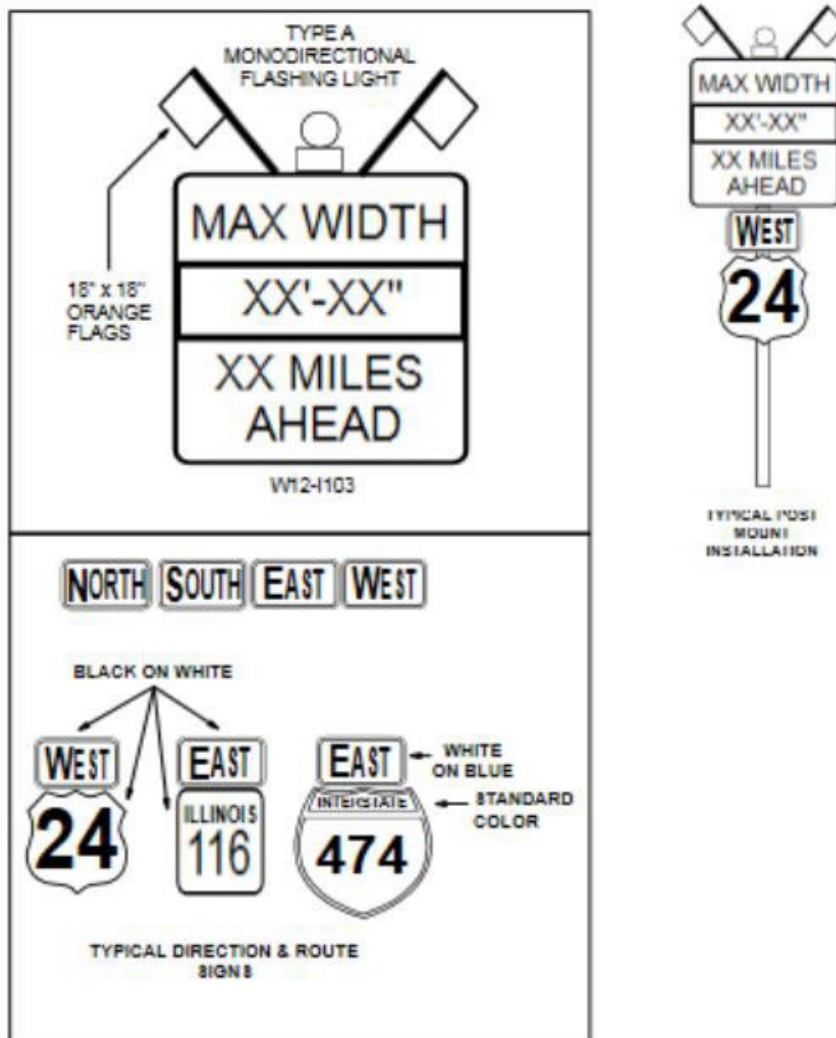 TYPE A
MONODIRECTIONAL
FLASHING LIGHT
18" x 18"
ORANGE
FLAGS
MAX WIDTH
XX'-XX"
XX MILES
AHEAD
W12-I103
MAX WIDTH
XX'-XX"
XX MILES
AHEAD
WEST
24
TYPICAL POST
MOUNT
INSTALLATION
NORTH SOUTH EAST WEST
BLACK ON WHITE
WEST
24
EAST
ILLINOIS
116
EAST
INTERSTATE
474
WHITE
ON BLUE
STANDARD
COLOR
TYPICAL DIRECTION & ROUTE
SIGNS